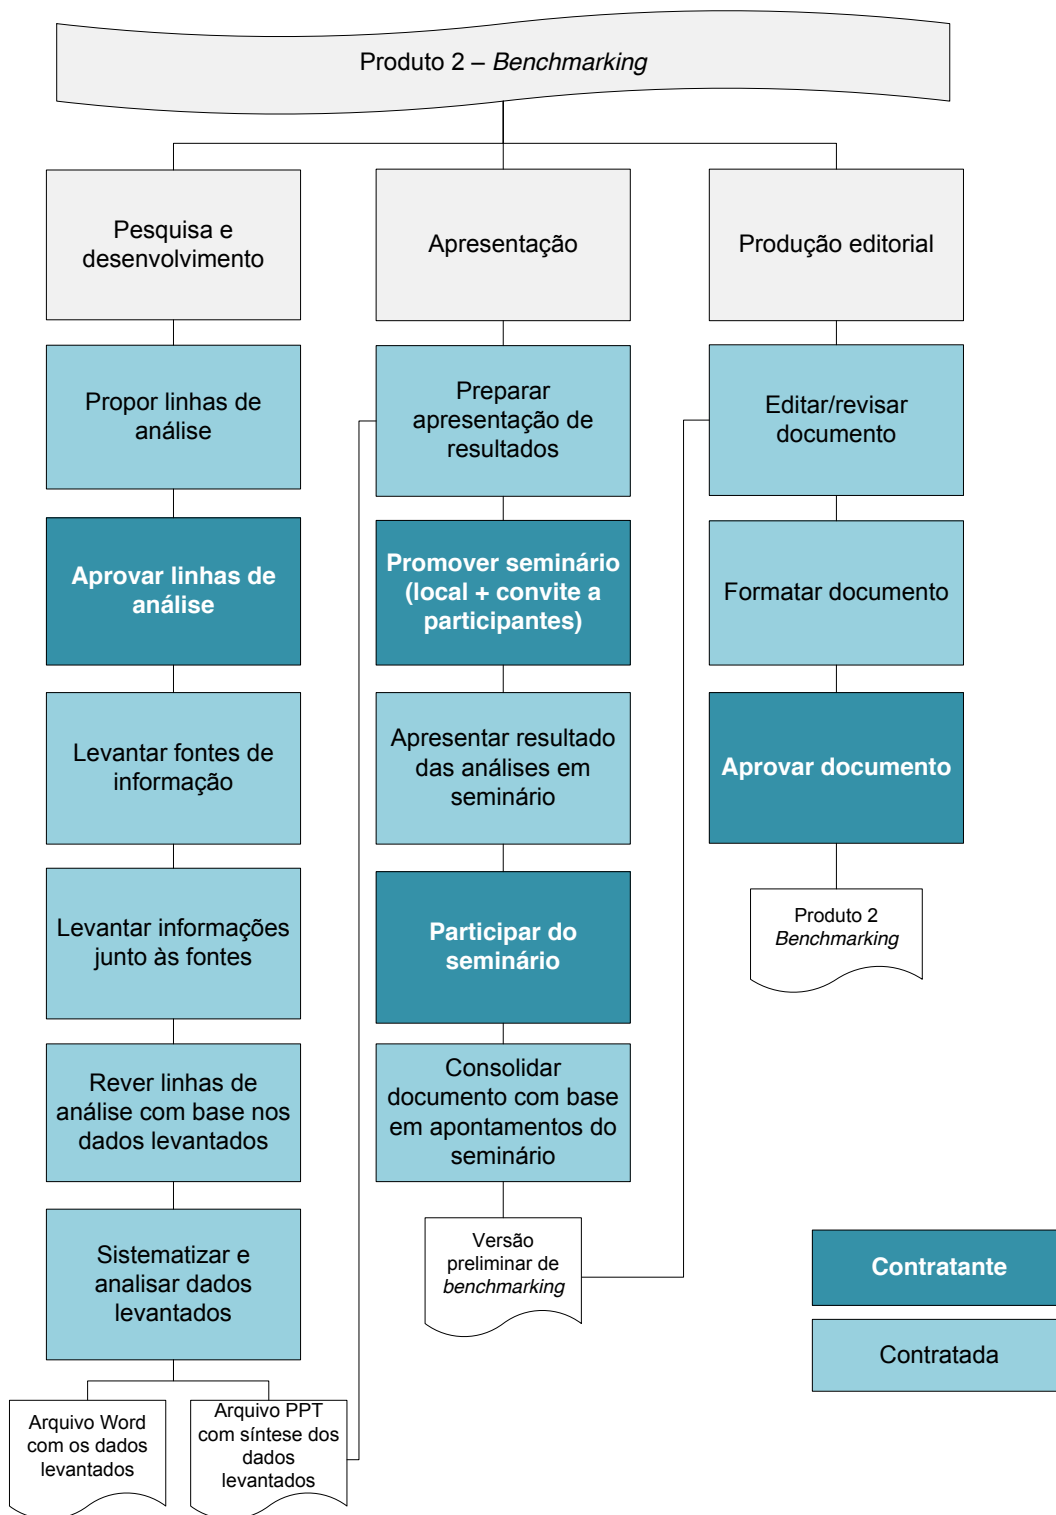 Produto 2 – Benchmarking
Pesquisa e
desenvolvimento
Propor linhas de
análise
Aprovar linhas de
análise
Levantar fontes de
informação
Levantar informações
junto às fontes
Rever linhas de
análise com base nos
dados levantados
Sistematizar e
analisar dados
levantados
Arquivo Word
com os dados
levantados
Arquivo PPT
com síntese dos
dados
levantados
Apresentação
Preparar
apresentação de
resultados
Promover seminário
(local + convite a
participantes)
Apresentar resultado
das análises em
seminário
Participar do
seminário
Consolidar
documento com base
em apontamentos do
seminário
Versão
preliminar de
benchmarking
Produção editorial
Editar/revisar
documento
Formatar documento
Aprovar documento
Produto 2
Benchmarking
Contratante
Contratada